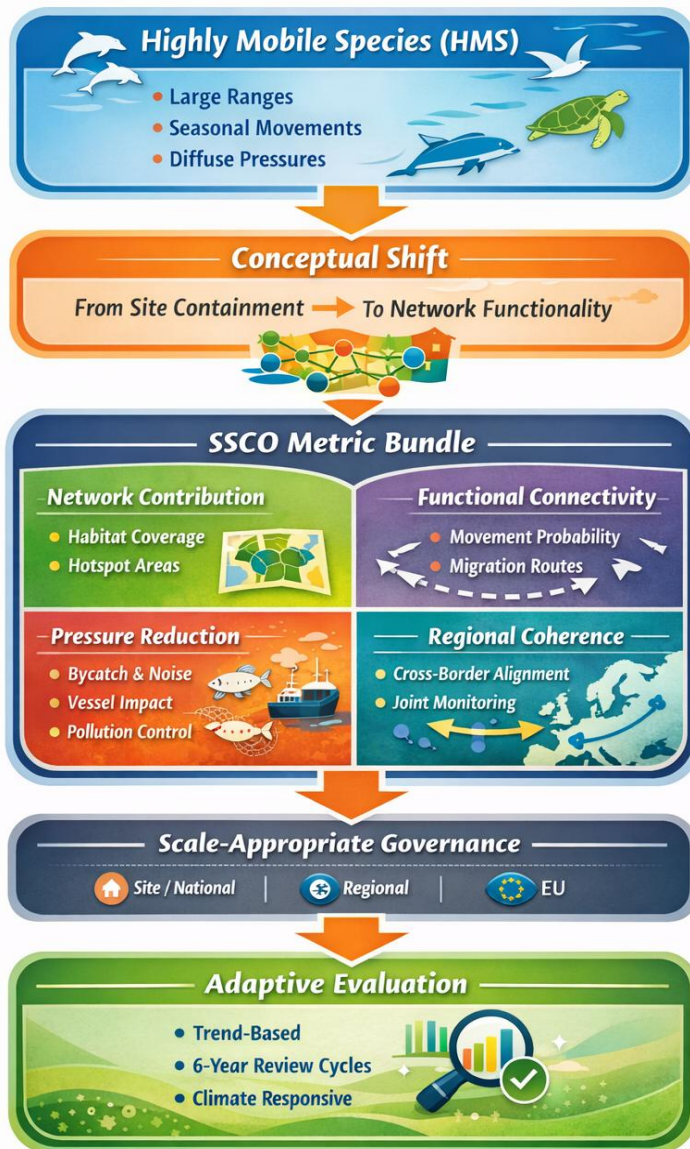 Highly Mobile Species (HMS)
Large Ranges
Seasonal Movements
Diffuse Pressures
Conceptual Shift
From Site Containment To Network Functionality
SSCO Metric Bundle
Network Contribution
Habitat Coverage
Hotspot Areas
Functional Connectivity
Movement Probability
Migration Routes
Pressure Reduction
Bycatch & Noise
Vessel Impact
Pollution Control
Regional Coherence
Cross-Border Alignment
Joint Monitoring
Scale-Appropriate Governance
Site / National | Regional | EU
Adaptive Evaluation
Trend-Based
6-Year Review Cycles
Climate Responsive